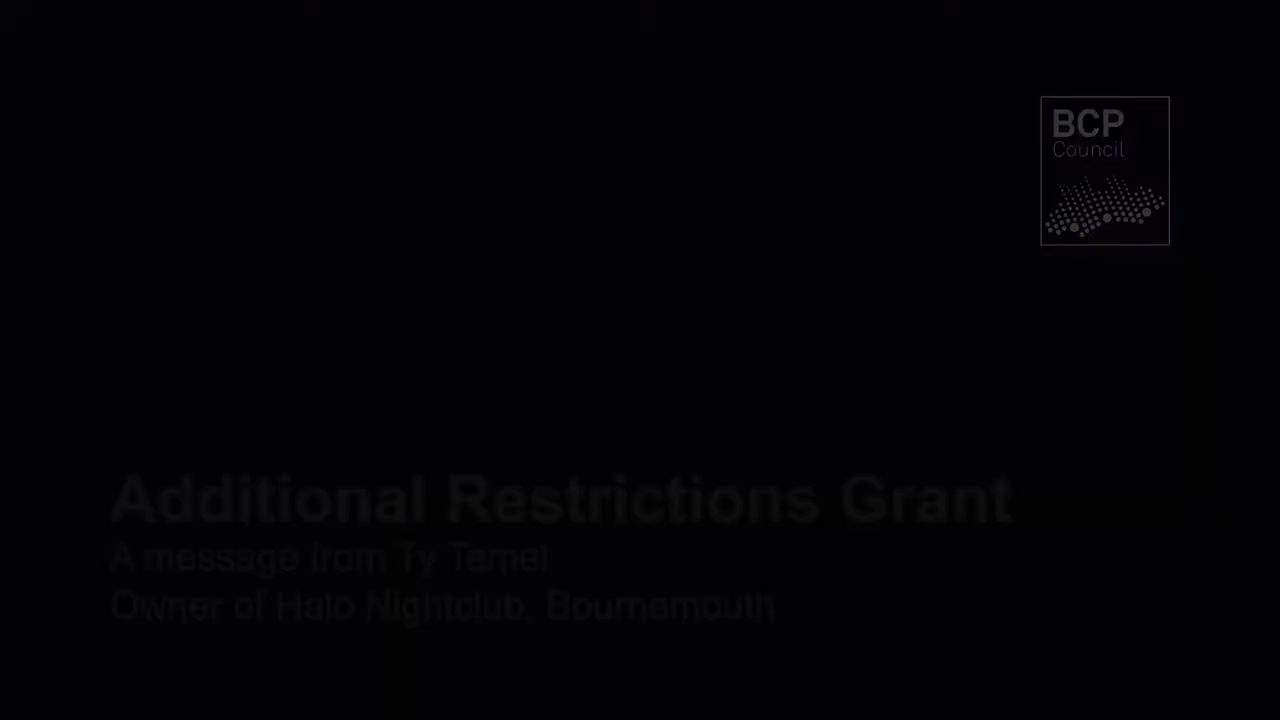 BCP
Council
Additional Restrictions Grant
A message from Ty Temel
Owner of Halo Nightclub, Bournemouth